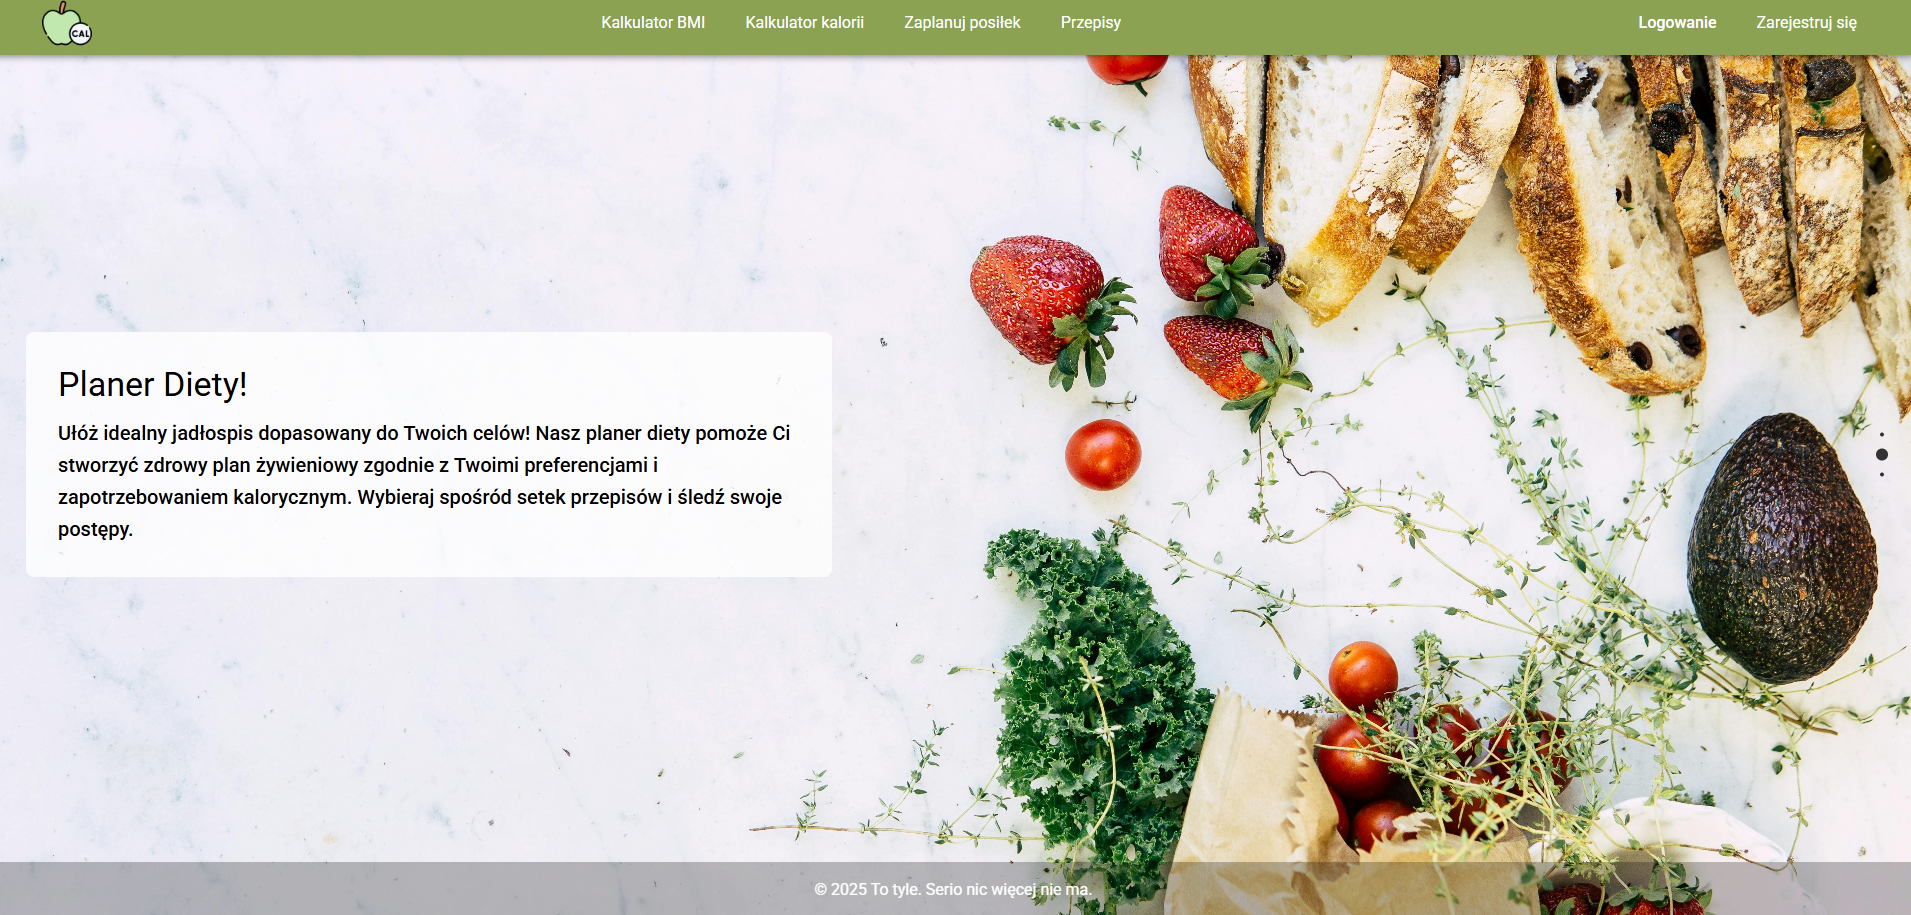 CAL
Kalkulator BMI
Kalkulator kalorii
Zaplanuj posiłek
Przepisy
Logowanie
Zarejestruj się
Planer Diety!
Ułóż idealny jadłospis dopasowany do Twoich celów! Nasz planer diety pomoże Ci
stworzyć zdrowy plan żywieniowy zgodnie z Twoimi preferencjami i
zapotrzebowaniem kalorycznym. Wybieraj spośród setek przepisów i śledź swoje
postępy.
© 2025 To tyle. Serio nic więcej nie ma.